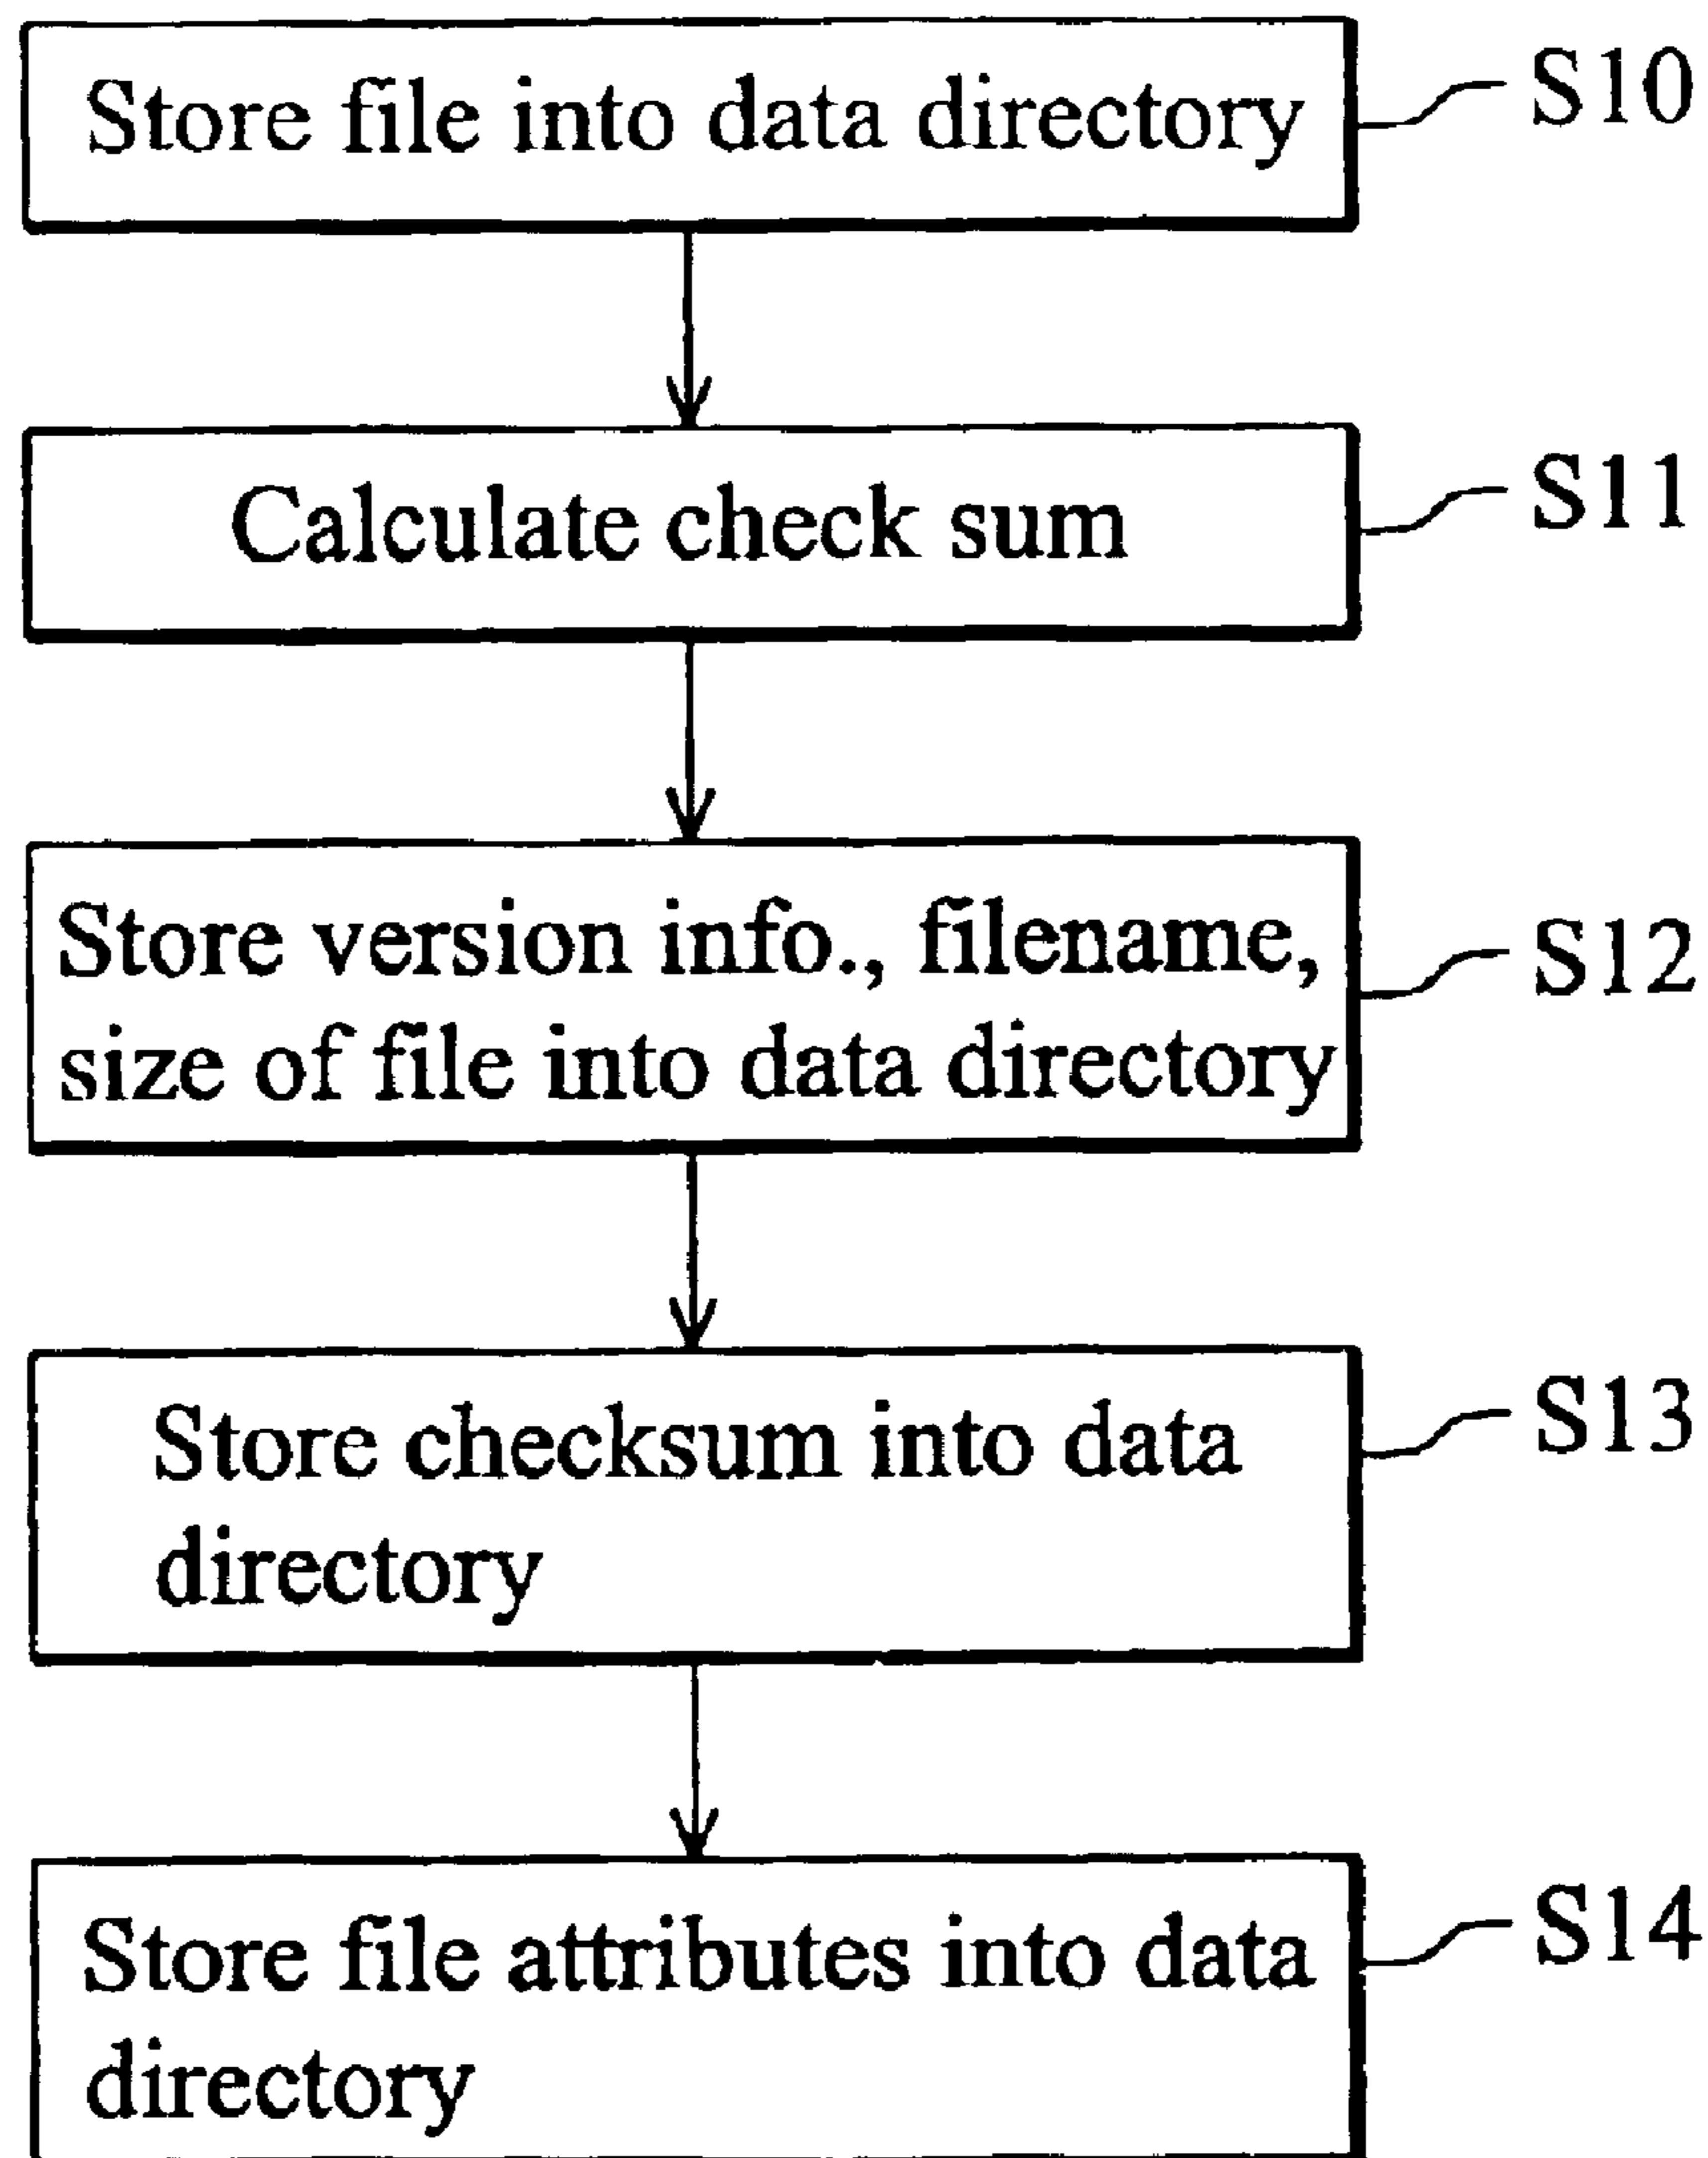 Store file into data directory
S10
Calculate check sum
S11
Store version info., filename,
size of file into data directory
S12
Store checksum into data
directory
S13
Store file attributes into data
directory
S14